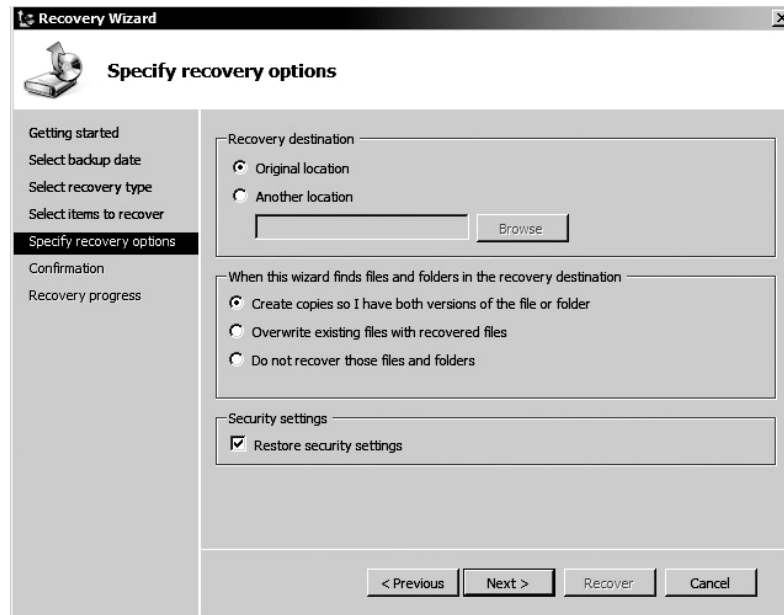 Recovery Wizard
Specify recovery options
Getting started
Select backup date
Select recovery type
Select items to recover
Specify recovery options
Confirmation
Recovery progress
Recovery destination
Original location
Another location
Browse
When this wizard finds files and folders in the recovery destination
Create copies so I have both versions of the file or folder
Overwrite existing files with recovered files
Do not recover those files and folders
Security settings
Restore security settings
< Previous
Next >
Recover
Cancel